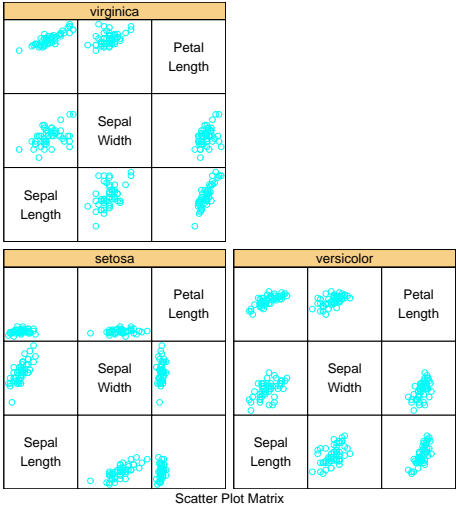 virginica
Petal
Length
Sepal
Width
Sepal
Length
setosa
Petal
Length
Sepal
Width
Sepal
Length
versicolor
Petal
Length
Sepal
Width
Sepal
Length
Scatter Plot Matrix